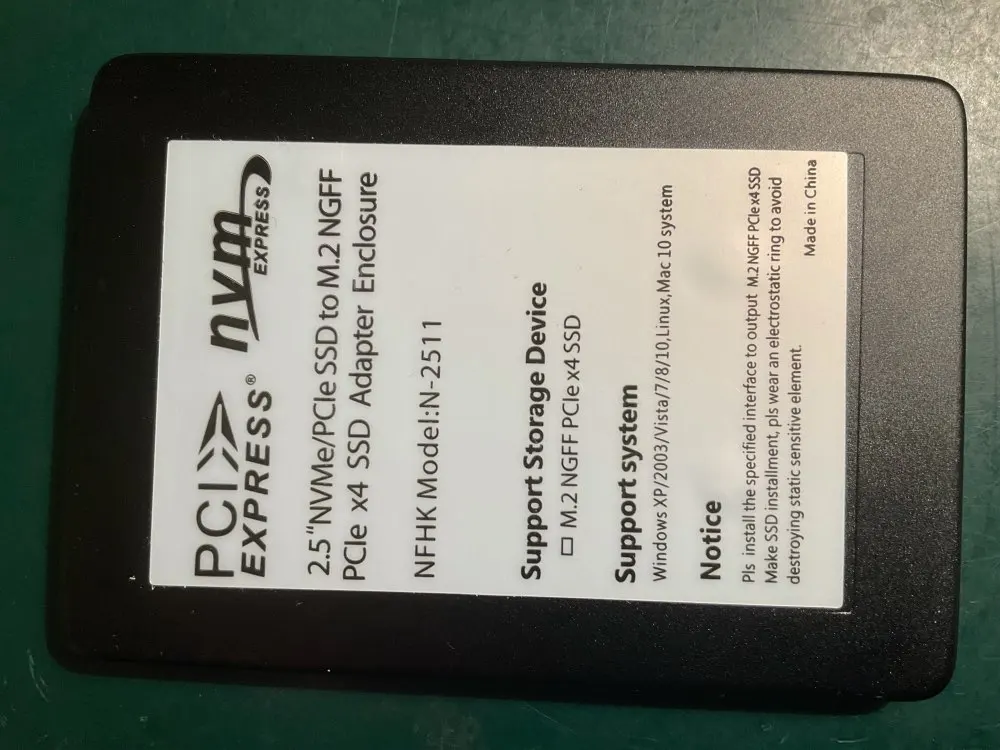 PCI EXPRESS®
nvm EXPRESS
2.5"NVMe/PCIe SSD to M.2 NGFF
PCIe x4 SSD Adapter Enclosure
NFHK Model:N-2511
Support Storage Device
□ M.2 NGFF PCIe x4 SSD
Support system
Windows XP/2003/Vista/7/8/10,Linux,Mac 10 system
Notice
Pls install the specified interface to output M.2 NGFF PCIe x4 SSD
Make SSD installment, pls wear an electrostatic ring to avoid
destroying static sensitive element.
Made in China